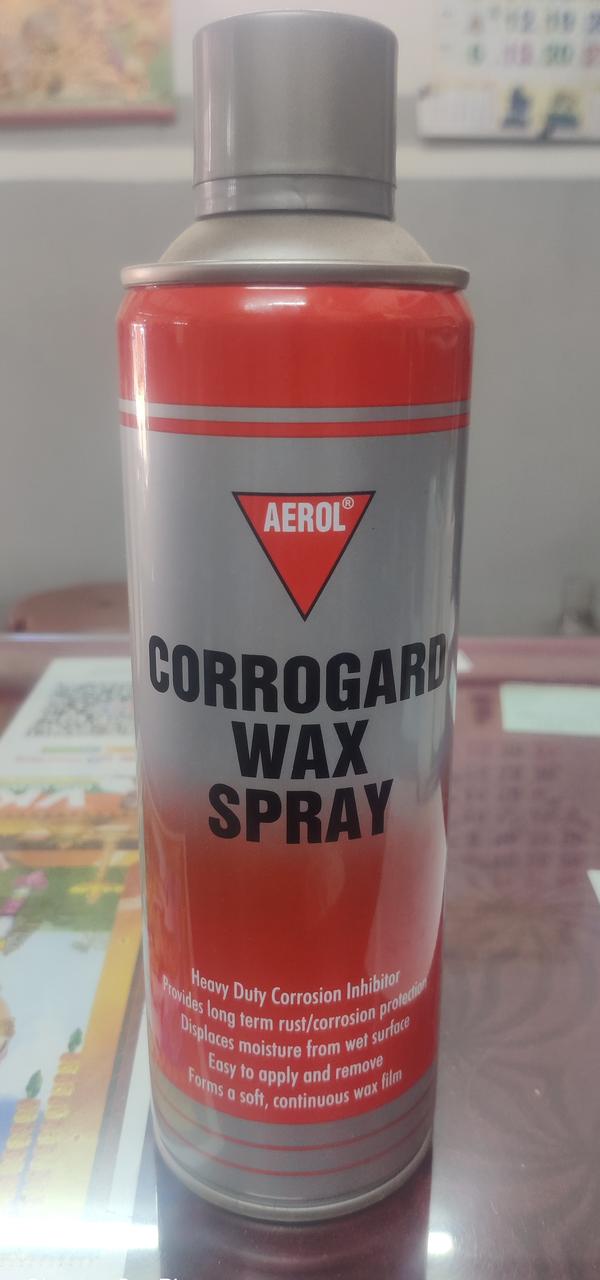 AEROL®
CORROGARD
WAX
SPRAY
Heavy Duty Corrosion Inhibitor
Provides long term rust/corrosion protection
Displaces moisture from wet surface
Easy to apply and remove
Forms a soft, continuous wax film